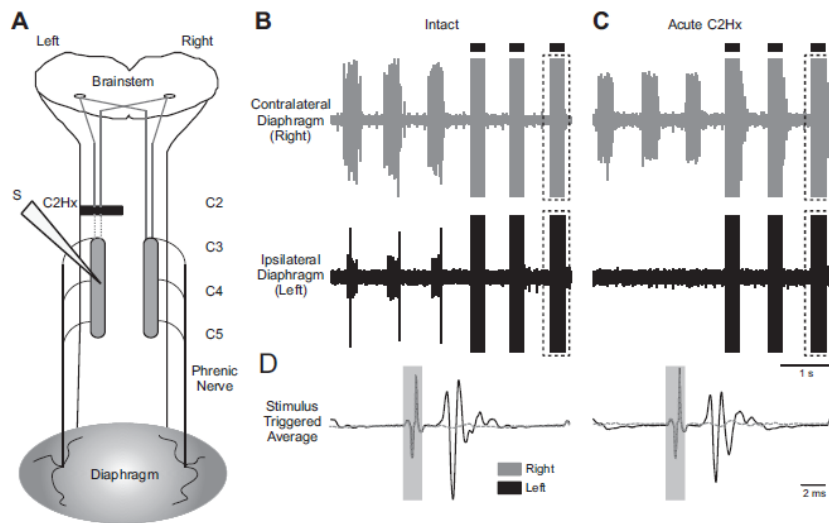 A
Left
Right
Brainstem
S
C2Hx
C2
C3
C4
C5
Phrenic
Nerve
Diaphragm
B
Intact
C
Acute C2Hx
Contralateral
Diaphragm
(Right)
Ipsilateral
Diaphragm
(Left)
1 s
D
Stimulus
Triggered
Average
Right
Left
2 ms